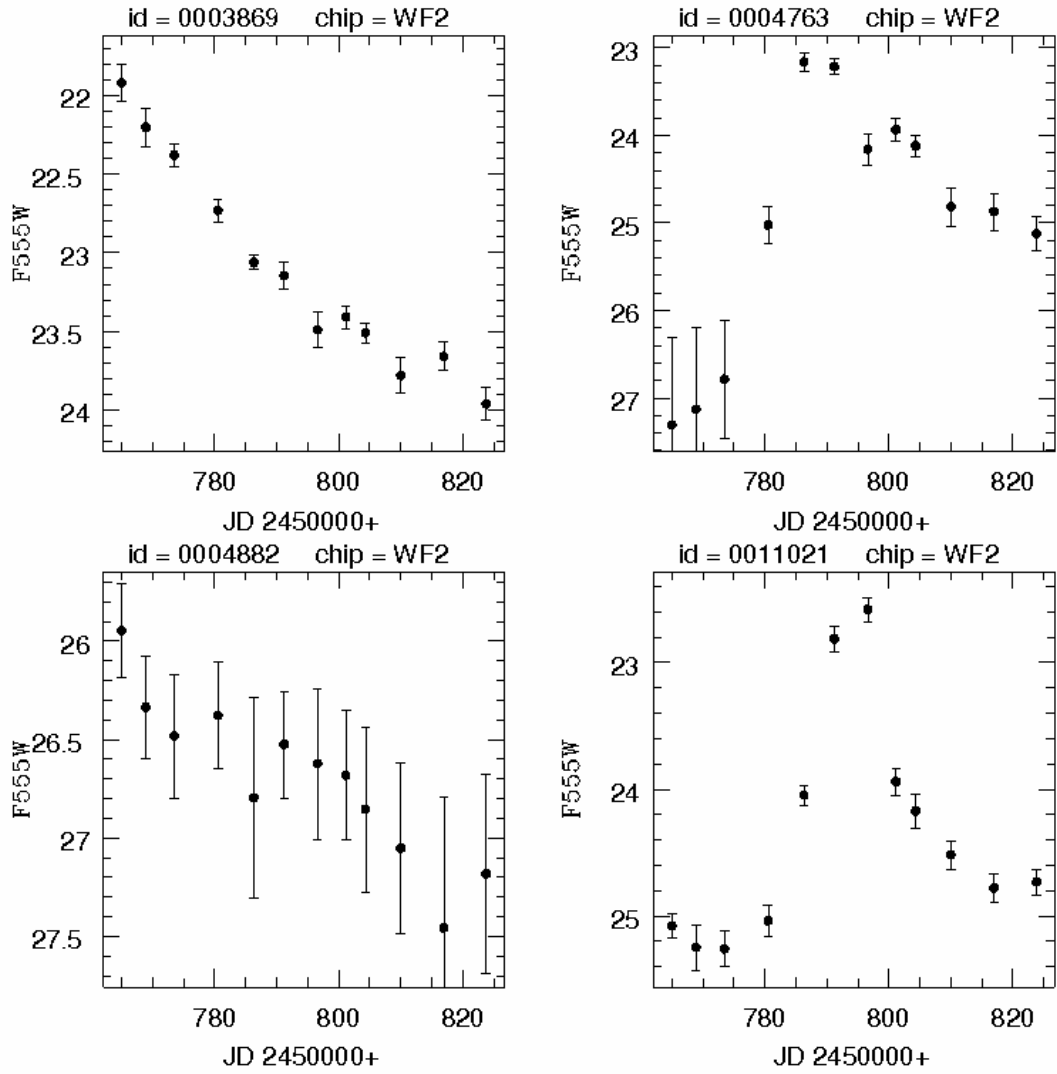 id = 0003869 chip = WF2
22
22.5
23
23.5
24
F555W
780 800 820
JD 2450000+
id = 0004763 chip = WF2
23
24
25
26
27
F555W
780 800 820
JD 2450000+
id = 0004882 chip = WF2
26
26.5
27
27.5
F555W
780 800 820
JD 2450000+
id = 0011021 chip = WF2
23
24
25
F555W
780 800 820
JD 2450000+